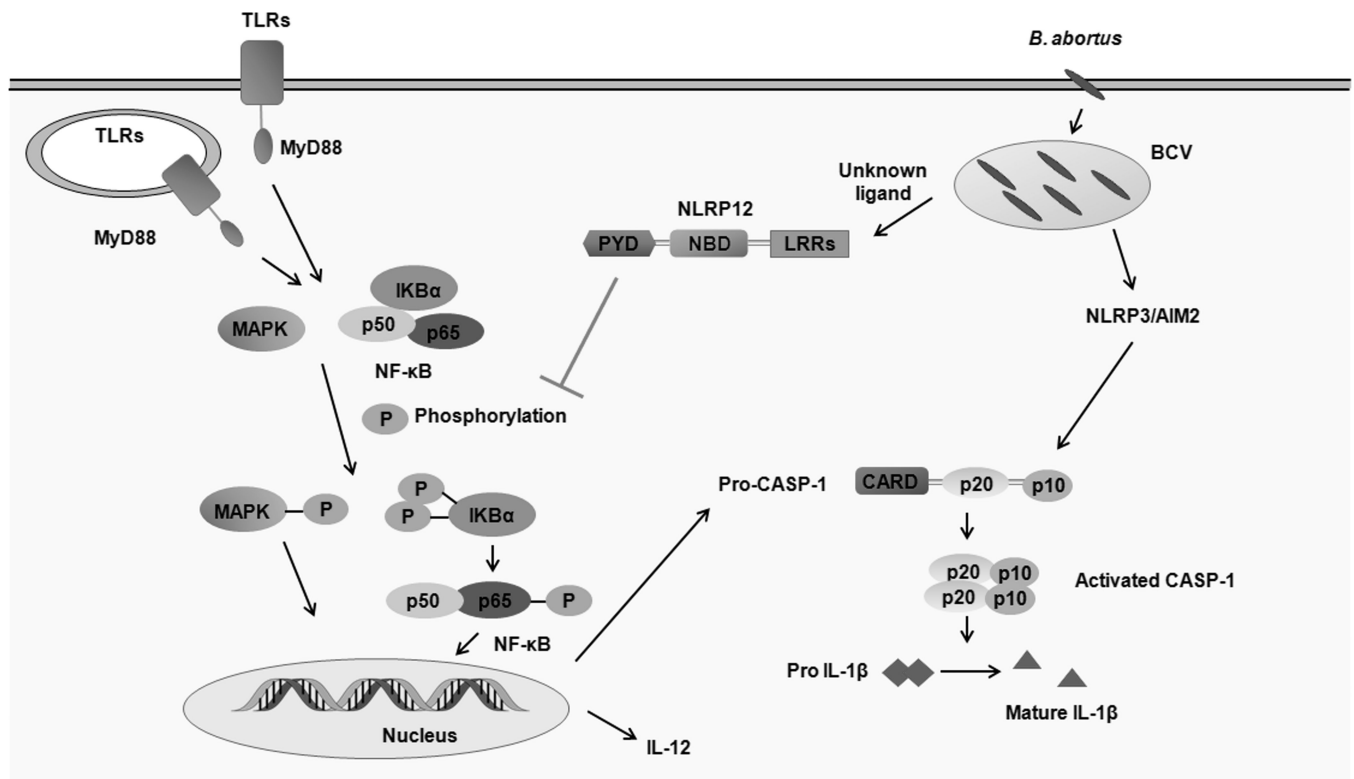 TLRs
B. abortus
TLRs
MyD88
BCV
Unknown
ligand
NLRP12
MyD88
PYD
NBD
LRRs
IKBα
MAPK
p50
p65
NLRP3/AIM2
NF-κB
P
Phosphorylation
Pro-CASP-1
CARD
p20
p10
MAPK
P
P
P
IKBα
p20
p10
p20
p10
Activated CASP-1
p50
p65
P
NF-κB
Pro IL-1β
Mature IL-1β
Nucleus
IL-12